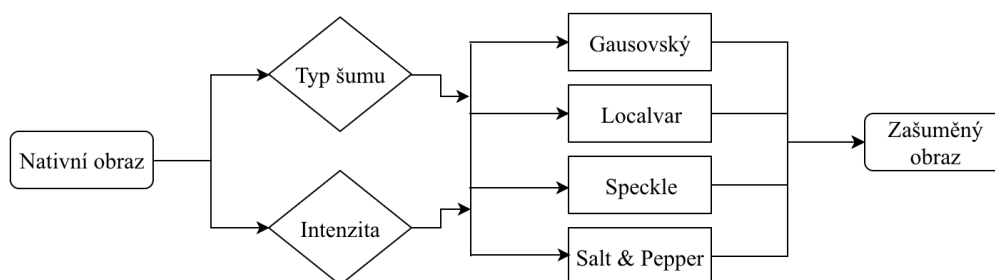 Nativní obraz
Typ šumu
Intenzita
Gausovský
Localvar
Speckle
Salt & Pepper
Zašuměný
obraz